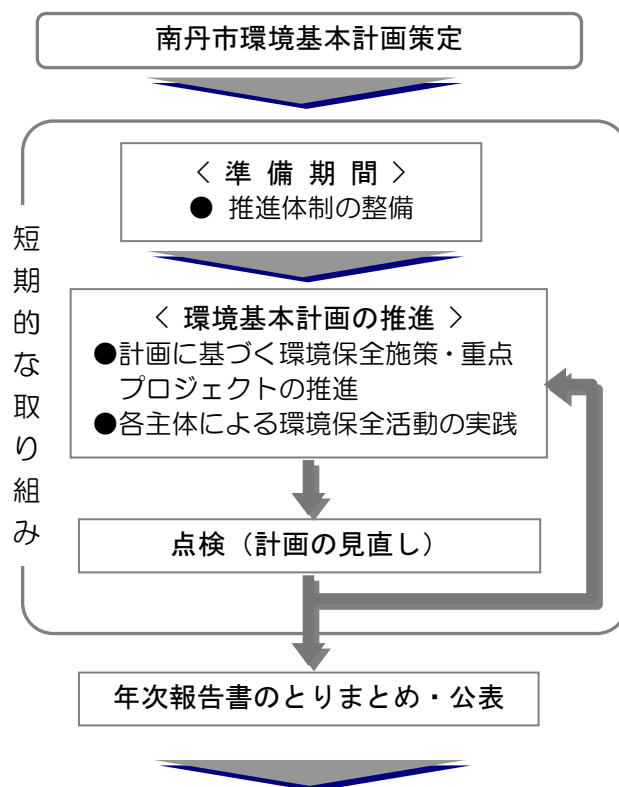 南丹市環境基本計画策定
〈 準 備 期 間 〉
● 推進体制の整備
短期的な取り組み
〈 環境基本計画の推進 〉
●計画に基づく環境保全施策・重点
プロジェクトの推進
●各主体による環境保全活動の実践
点検（計画の見直し）
年次報告書のとりまとめ・公表